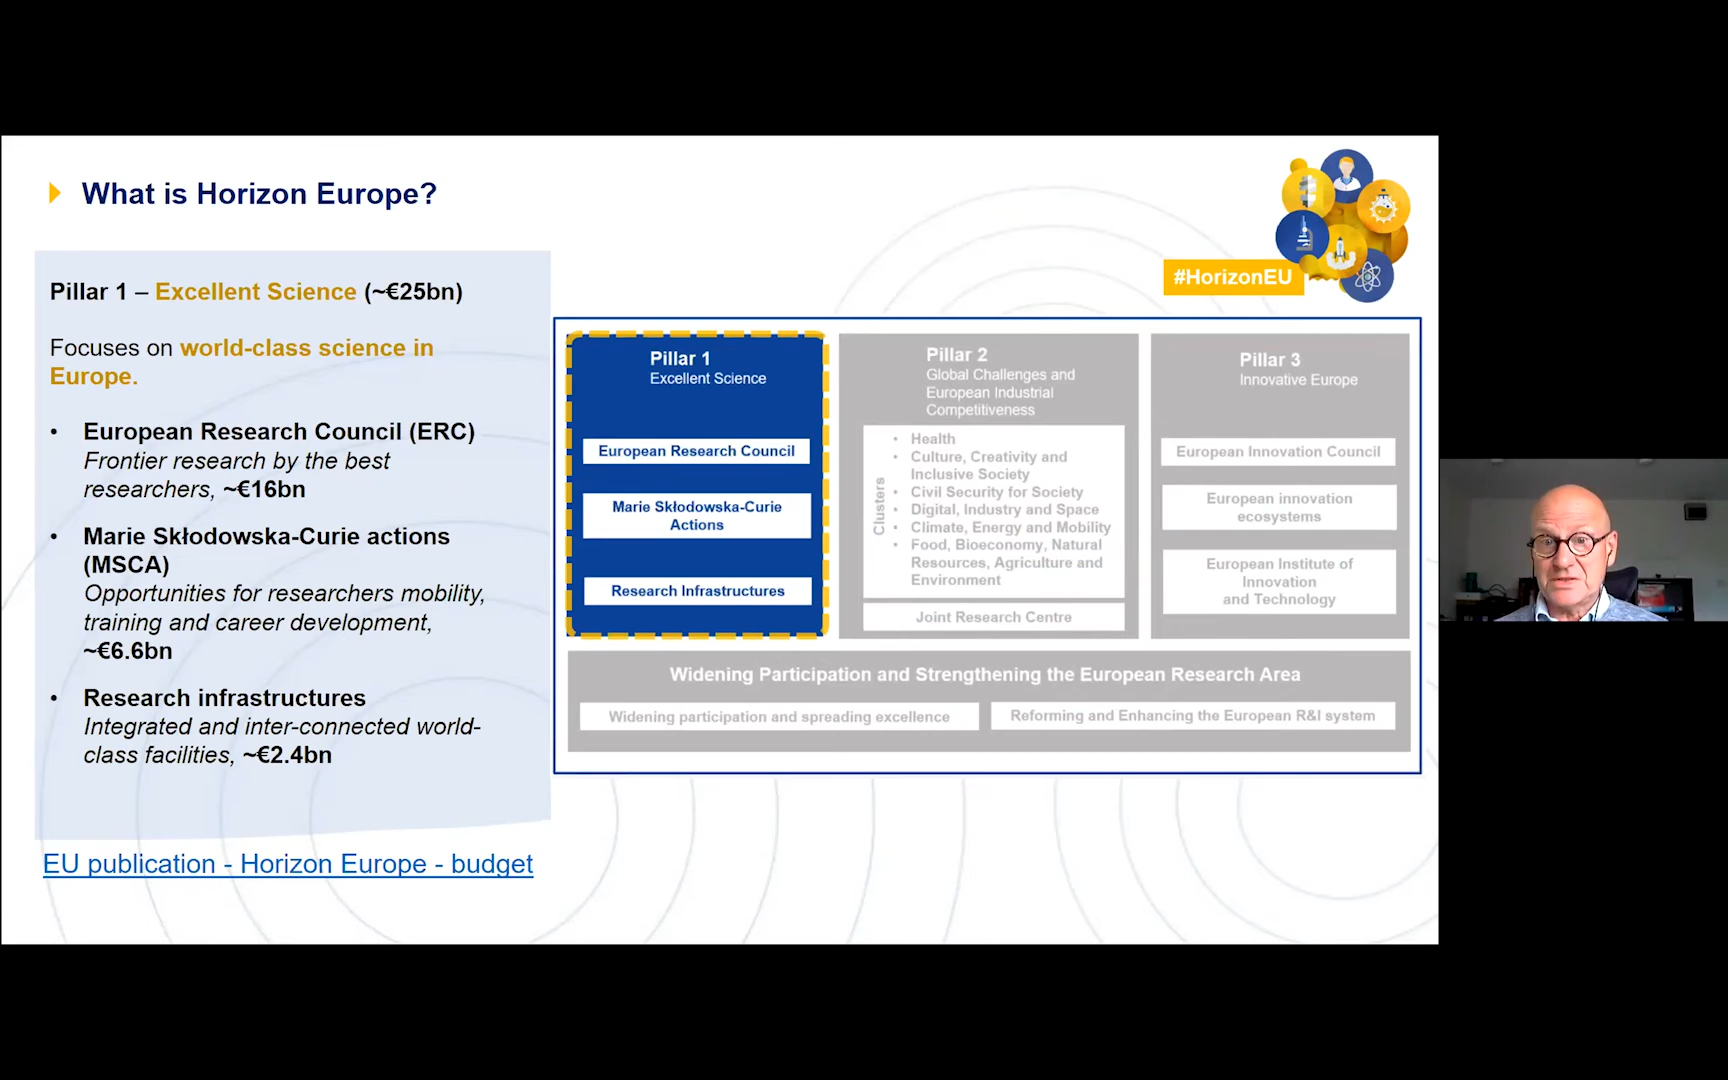 What is Horizon Europe?
#HorizonEU
Pillar 1 – Excellent Science (~€25bn)
Focuses on world-class science in
Europe.
• European Research Council (ERC)
Frontier research by the best
researchers, ~€16bn
• Marie Skłodowska-Curie actions
(MSCA)
Opportunities for researchers mobility,
training and career development,
~€6.6bn
• Research infrastructures
Integrated and inter-connected world-
class facilities, ~€2.4bn
EU publication - Horizon Europe - budget
Pillar 1
Excellent Science
European Research Council
Marie Skłodowska-Curie
Actions
Research Infrastructures
Pillar 2
Global Challenges and
European Industrial
Competitiveness
Clusters
• Health
• Culture, Creativity and
Inclusive Society
• Civil Security for Society
• Digital, Industry and Space
• Climate, Energy and Mobility
• Food, Bioeconomy, Natural
Resources, Agriculture and
Environment
Joint Research Centre
Pillar 3
Innovative Europe
European Innovation Council
European innovation
ecosystems
European Institute of
Innovation
and Technology
Widening Participation and Strengthening the European Research Area
Widening participation and spreading excellence
Reforming and Enhancing the European R&I system